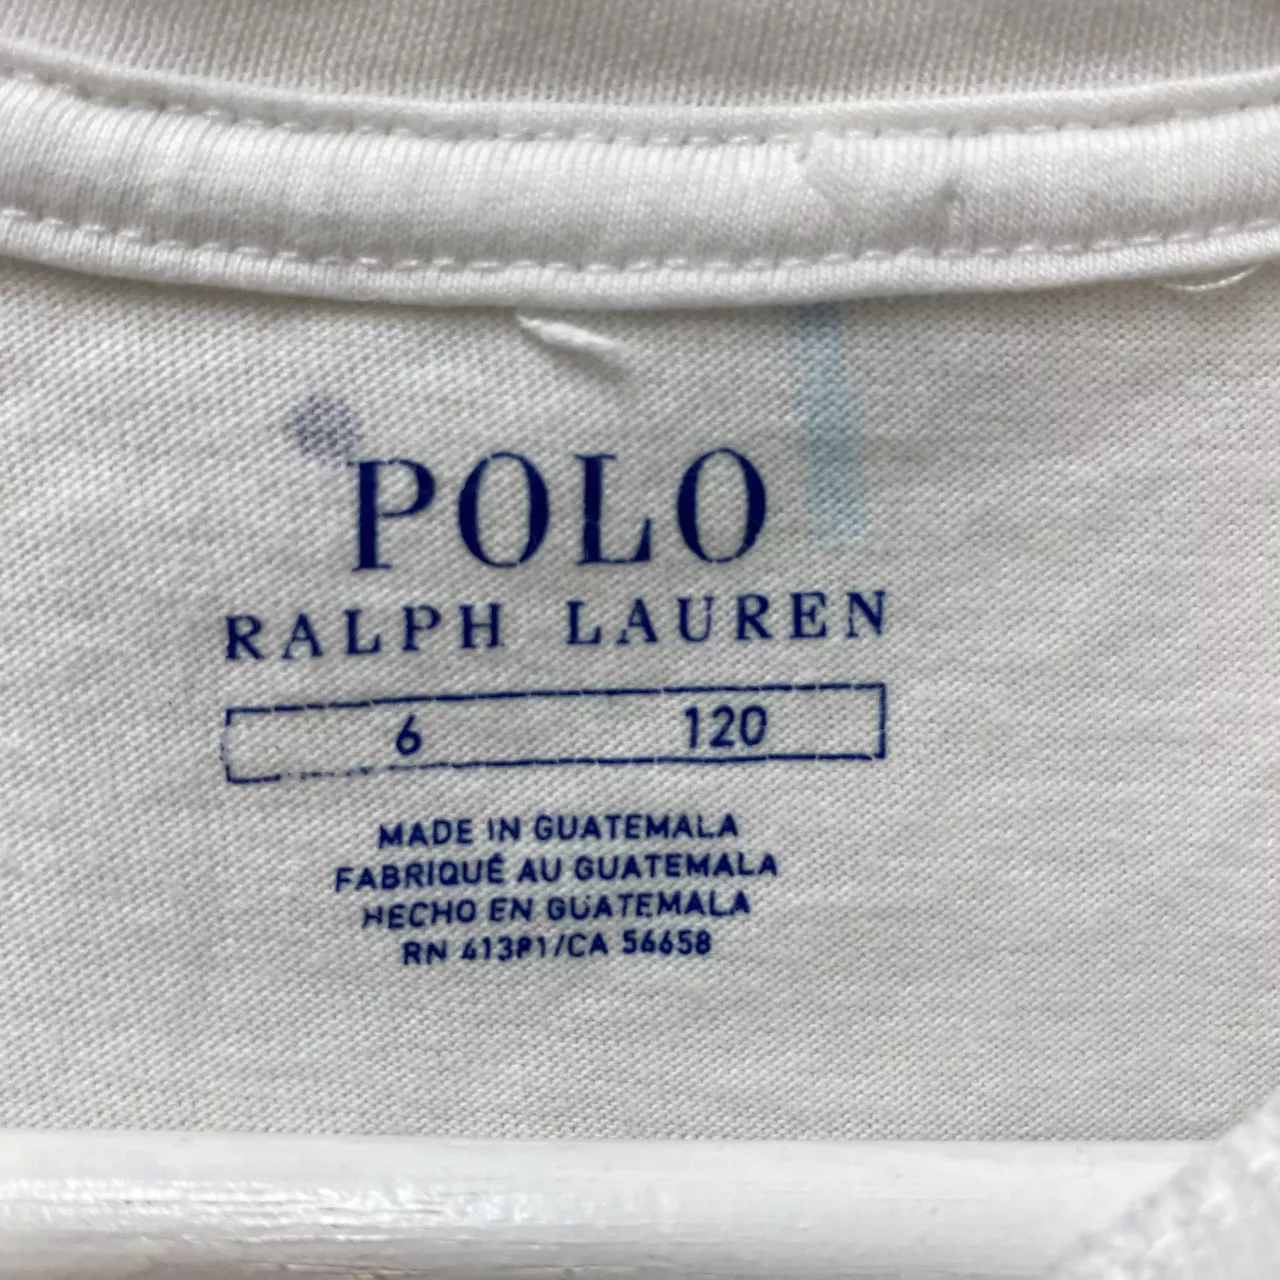 POLO
RALPH LAUREN
6 120
MADE IN GUATEMALA
FABRIQUÉ AU GUATEMALA
HECHO EN GUATEMALA
RN 41381/CA 56658